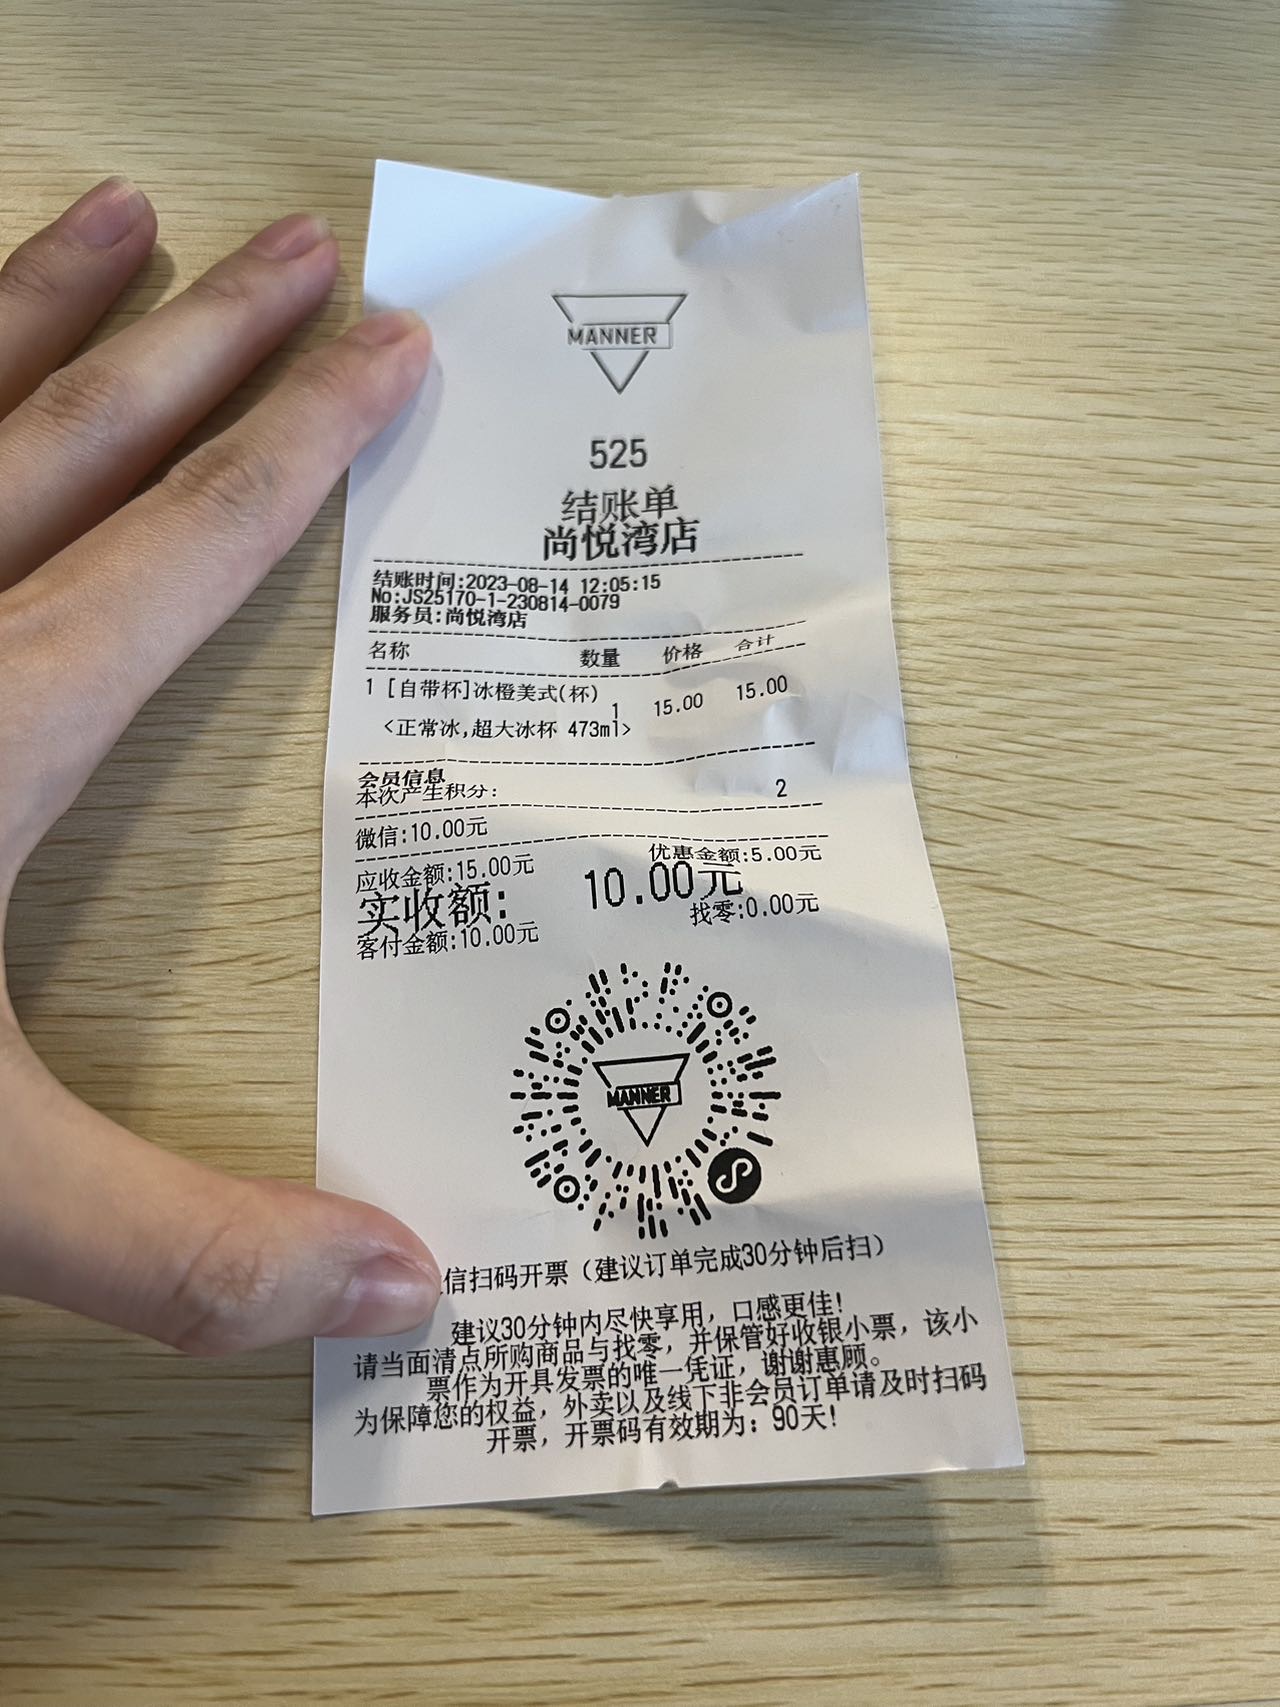 MANNER
525
结账单
尚悦湾店
结账时间:2023-08-14 12:05:15
No:JS25170-1-230814-0079
服务员:尚悦湾店
名称 数量 价格 合计
1 [自带杯]冰橙美式(杯)
1 15.00 15.00
<正常冰,超大冰杯 473ml>
会员信息
本次产生积分: 2
微信:10.00元
应收金额:15.00元 优惠金额:5.00元
实收额: 10.00元
客付金额:10.00元 找零:0.00元
MANNER
信扫码开票（建议订单完成30分钟后扫）
建议30分钟内尽快享用，口感更佳!
请当面清点所购商品与找零，并保管好收银小票，该小
票作为开具发票的唯一凭证，谢谢惠顾。
为保障您的权益，外卖以及线下非会员订单请及时扫码
开票，开票码有效期为：90天!